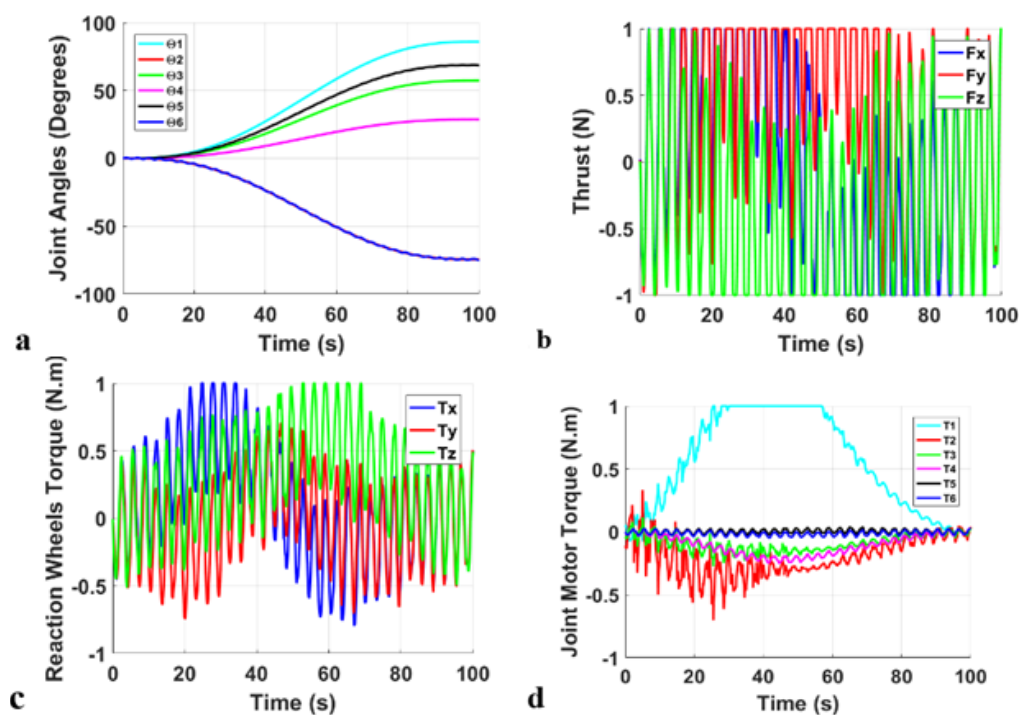 100
50
0
-50
-100
Joint Angles (Degrees)
Θ1
Θ2
Θ3
Θ4
Θ5
Θ6
0 20 40 60 80 100
Time (s)
a
1
0.5
0
-0.5
-1
Thrust (N)
Fx
Fy
Fz
0 20 40 60 80 100
Time (s)
b
1
0.5
0
-0.5
-1
Reaction Wheels Torque (N.m)
Tx
Ty
Tz
0 20 40 60 80 100
Time (s)
c
1
0.5
0
-0.5
-1
Joint Motor Torque (N.m)
T1
T2
T3
T4
T5
T6
0 20 40 60 80 100
Time (s)
d